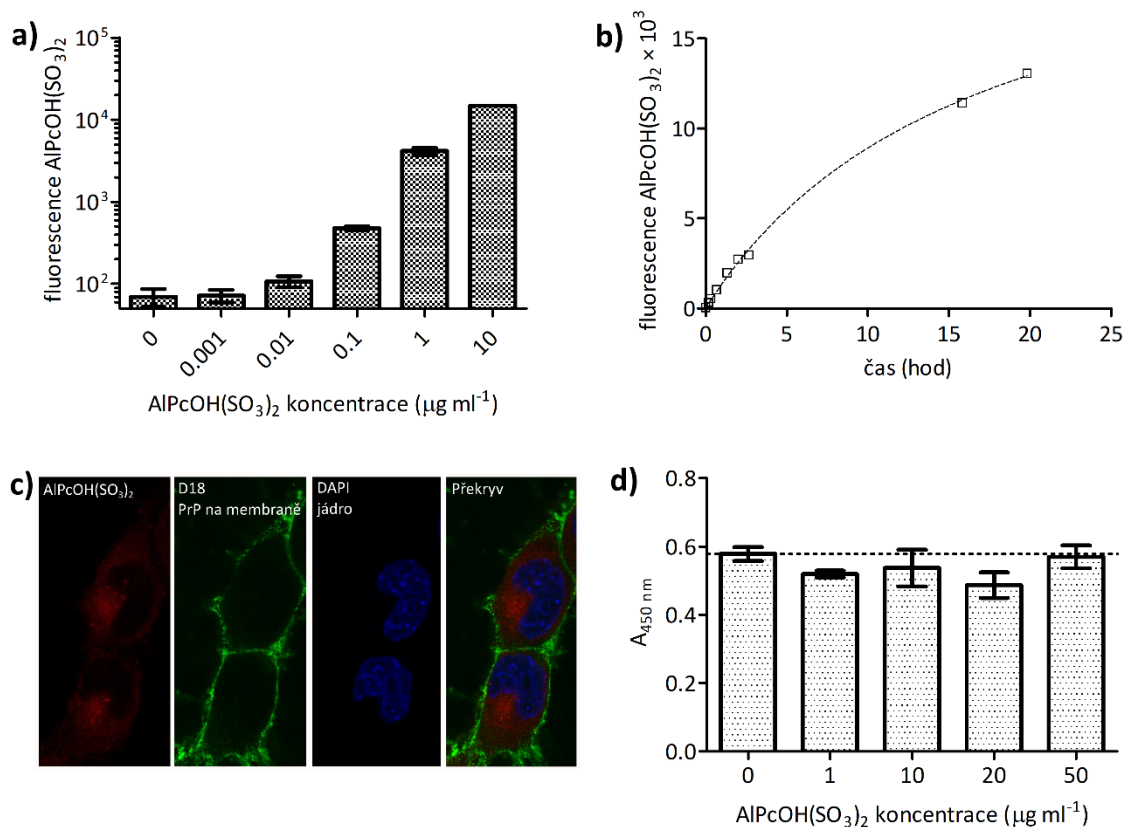 a)
fluorescence AlPcOH(SO₃)₂
10⁵
10⁴
10³
10²
0
0.001
0.01
0.1
1
10
AlPcOH(SO₃)₂ koncentrace (μg ml⁻¹)
b)
fluorescence AlPcOH(SO₃)₂ × 10³
15
10
5
0
0 5 10 15 20 25
čas (hod)
c)
AlPcOH(SO₃)₂
D18
PrP na membraně
DAPI
jádro
Překryv
d)
A₄₅₀ ₙₘ
0.8
0.6
0.4
0.2
0.0
0 1 10 20 50
AlPcOH(SO₃)₂ koncentrace (μg ml⁻¹)